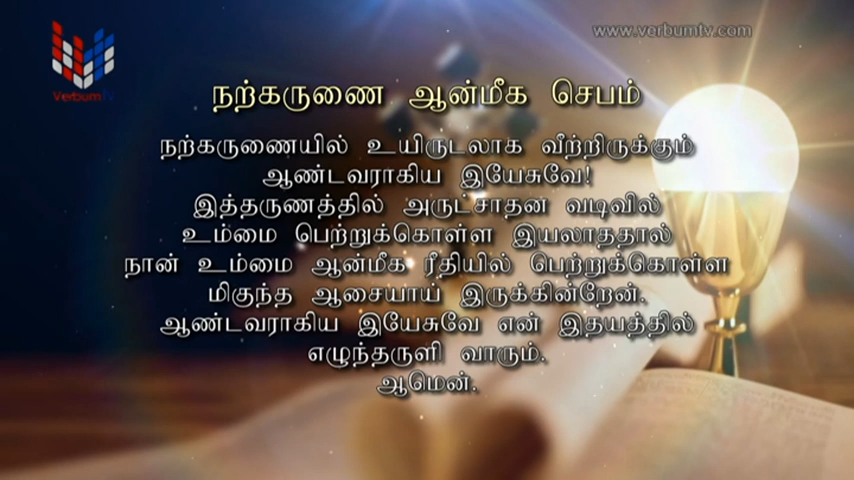 www.verbumtv.com
VerbumTV
நற்கருணை ஆன்மீக செபம்
நற்கருணையில் உயிருடலாக வீற்றிருக்கும்
ஆண்டவராகிய இயேசுவே!
இத்தருணத்தில் அருட்சாதன வடிவில்
உம்மை பெற்றுக்கொள்ள இயலாததால்
நான் உம்மை ஆன்மீக ரீதியில் பெற்றுக்கொள்ள
மிகுந்த ஆசையாய் இருக்கின்றேன்.
ஆண்டவராகிய இயேசுவே என் இதயத்தில்
எழுந்தருளி வாரும்.
ஆமென்.